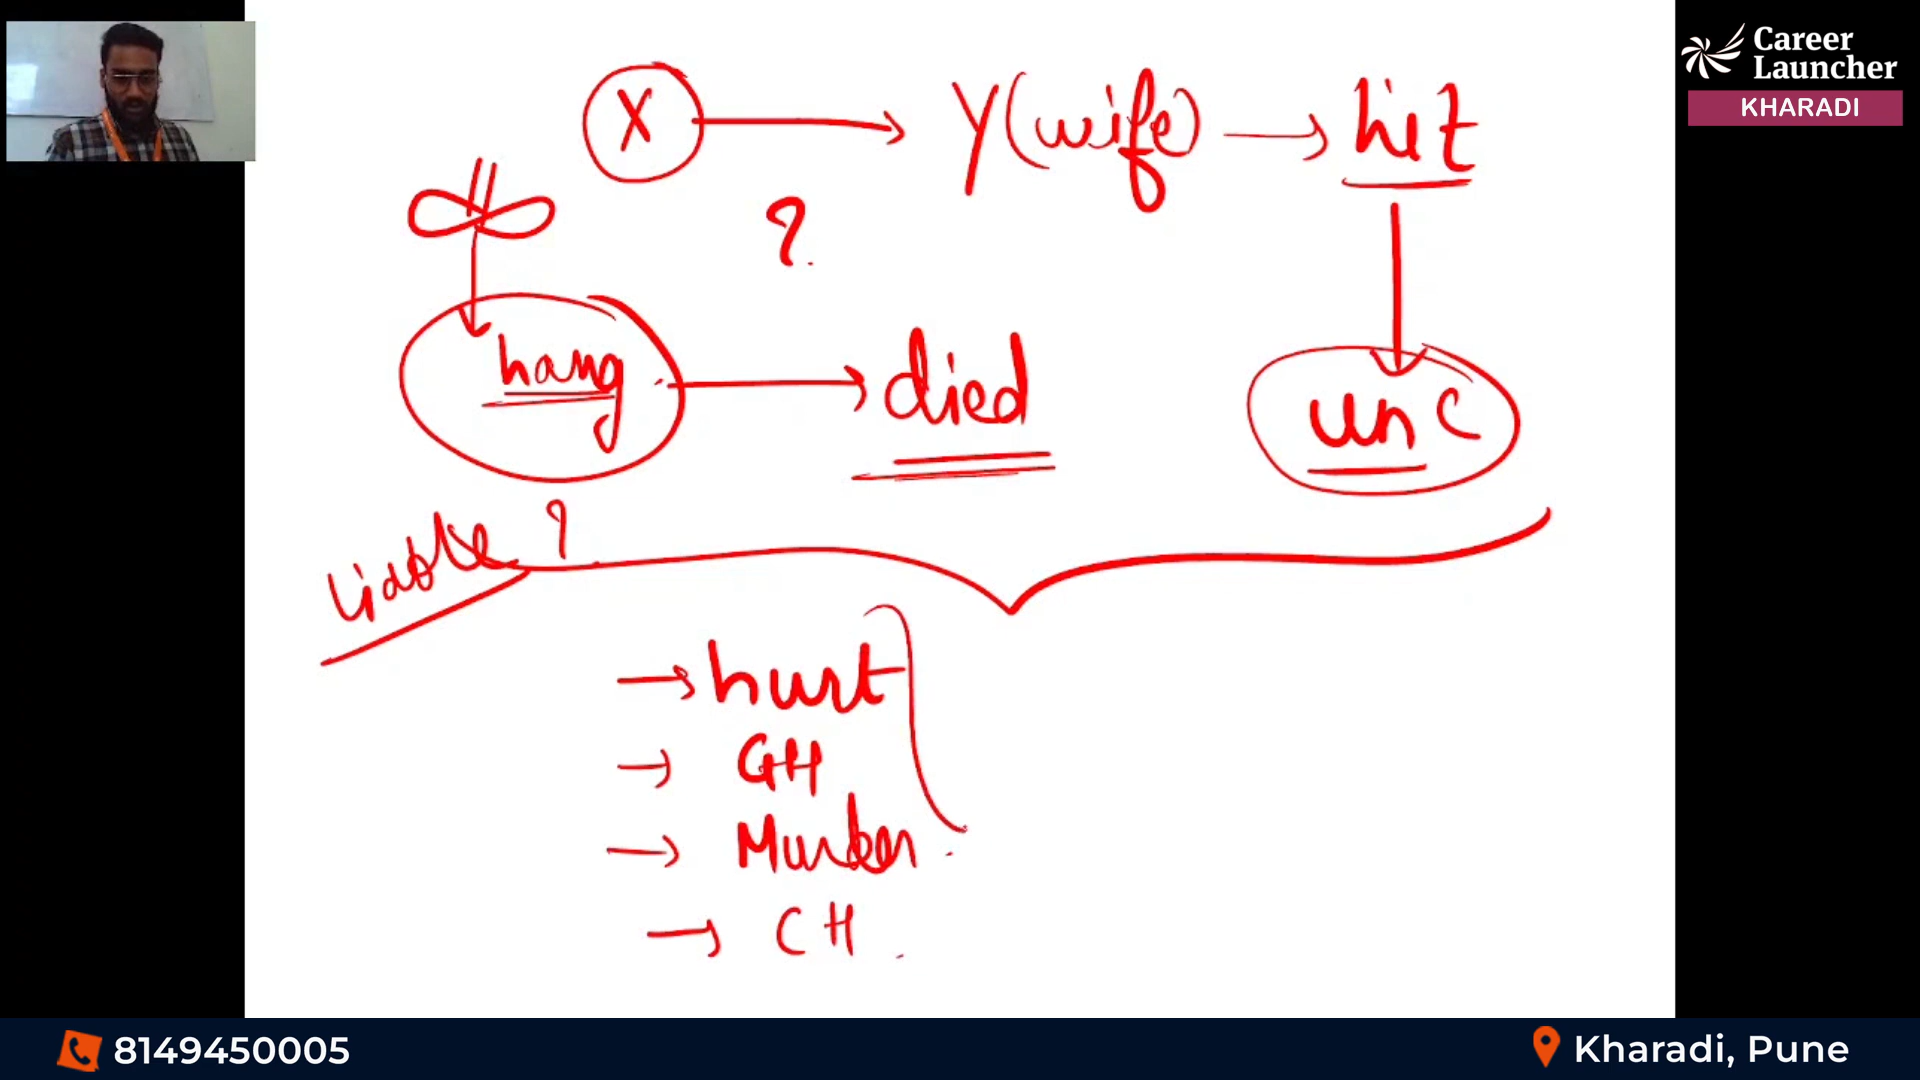 Career
Launcher
KHARADI
X → Y (wife) → hit
?
hang → died
unc
liable ?
→ hurt
→ GH
→ Murder.
→ CH.
8149450005
Kharadi, Pune